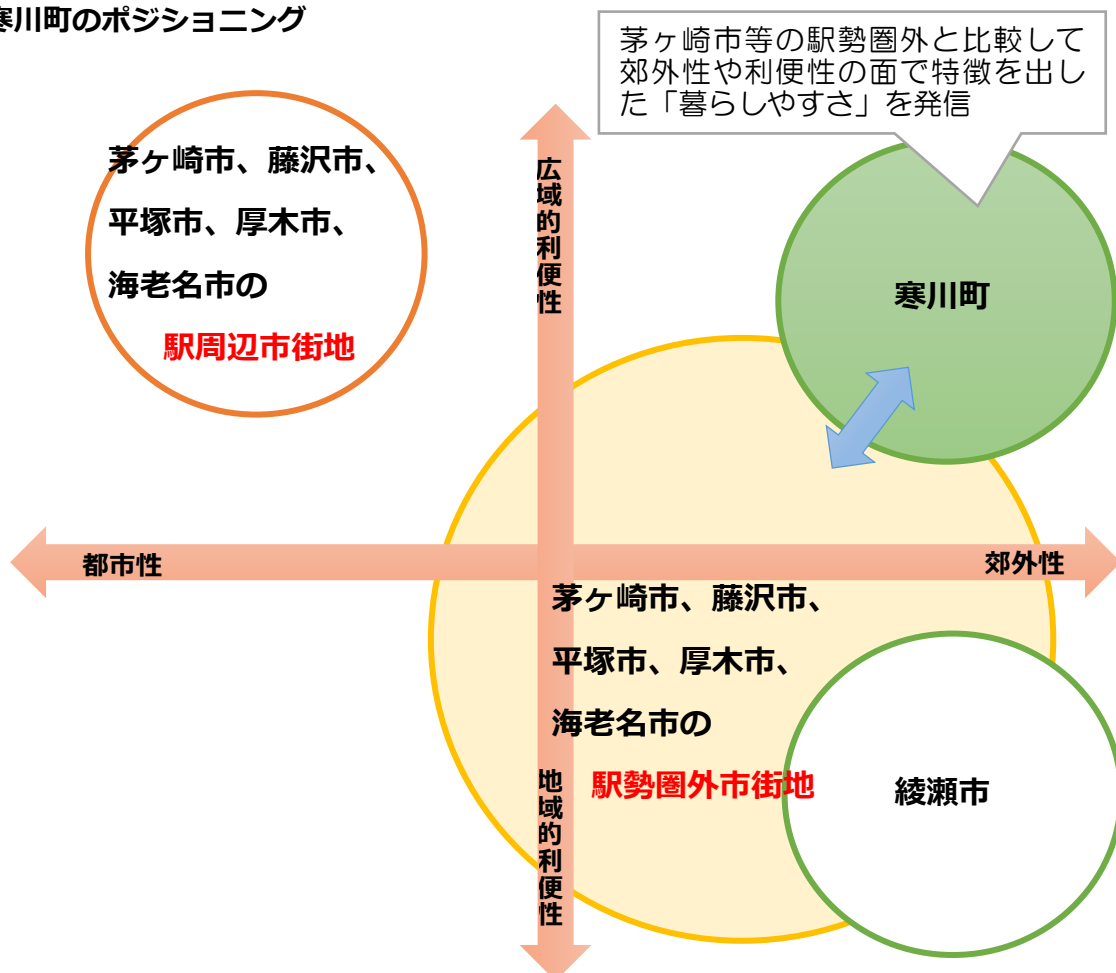 寒川町のポジショニング
茅ヶ崎市等の駅勢圏外と比較して
郊外性や利便性の面で特徴を出し
た「暮らしやすさ」を発信
茅ヶ崎市、藤沢市、
平塚市、厚木市、
海老名市の
駅周辺市街地
広域的利便性
寒川町
都市性
郊外性
茅ヶ崎市、藤沢市、
平塚市、厚木市、
海老名市の
駅勢圏外市街地
地域的利便性
綾瀬市